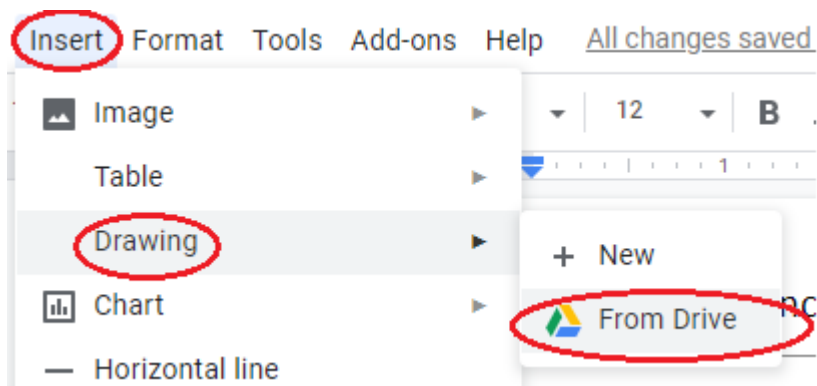 Insert Format Tools Add-ons Help All changes saved
Image 12 B
Table 1
Drawing
+ New
Chart
From Drive
Horizontal line